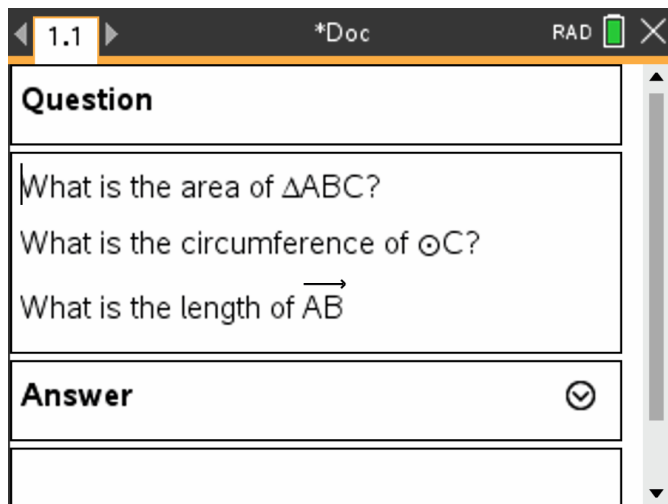 1.1 *Doc RAD
Question
What is the area of ∆ABC?
What is the circumference of ⊙C?
What is the length of A⃗B⃗
Answer